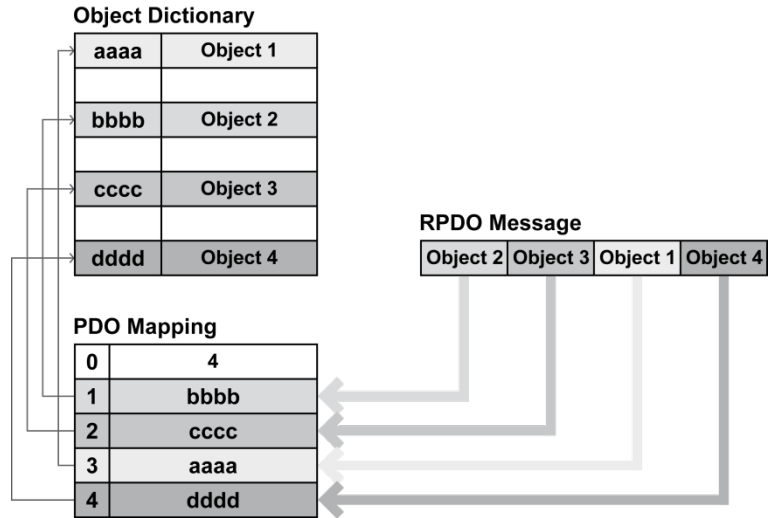 Object Dictionary
aaaa Object 1
bbbb Object 2
cccc Object 3
dddd Object 4
RPDO Message
Object 2 Object 3 Object 1 Object 4
PDO Mapping
0 4
1 bbbb
2 cccc
3 aaaa
4 dddd